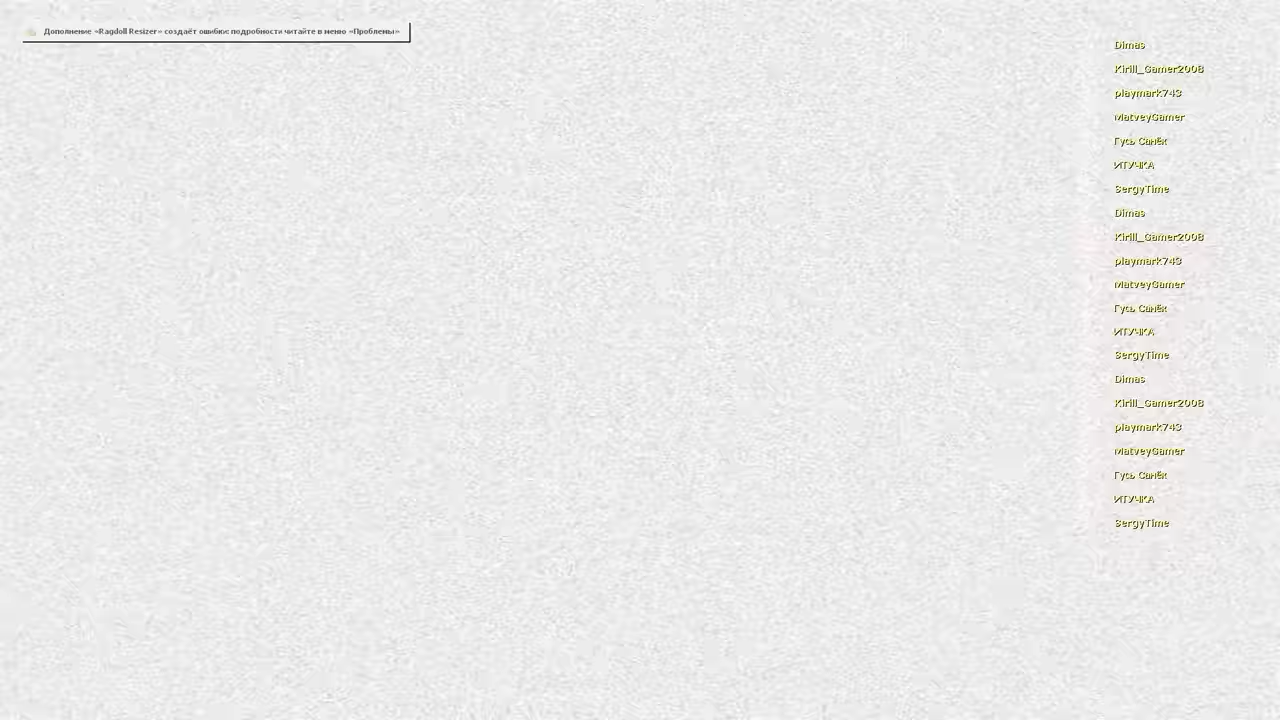 Дополнение «Ragdoll Resizer» создаёт ошибки: подробности читайте в меню «Проблемы»
Dimas
Kirill_Gamer2008
playmark743
MatveyGamer
Гусь Санёк
ИТУЧКА
SergyTime
Dimas
Kirill_Gamer2008
playmark743
MatveyGamer
Гусь Санёк
ИТУЧКА
SergyTime
Dimas
Kirill_Gamer2008
playmark743
MatveyGamer
Гусь Санёк
ИТУЧКА
SergyTime